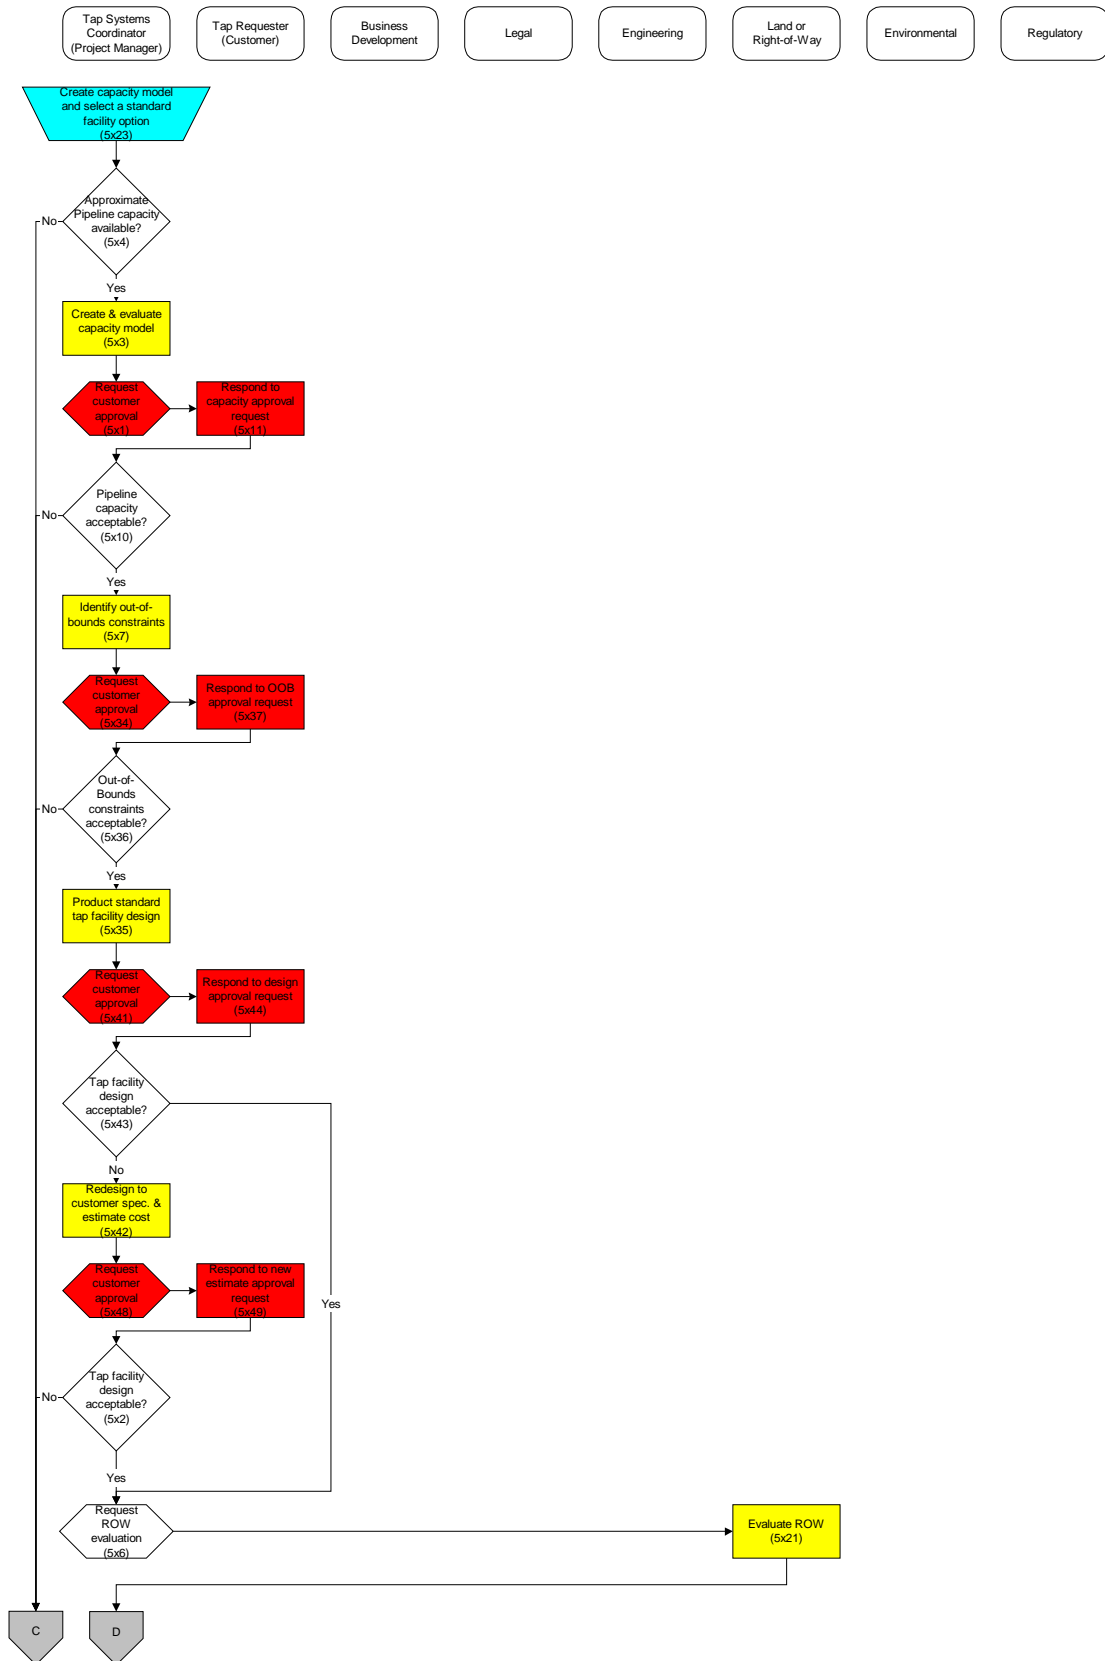 Tap Systems
Coordinator
(Project Manager)
Tap Requester
(Customer)
Business
Development
Legal
Engineering
Land or
Right-of-Way
Environmental
Regulatory
Create capacity model
and select a standard
facility option
(5x23)
Approximate
Pipeline capacity
available?
(5x4)
No
Yes
Create & evaluate
capacity model
(5x3)
Request
customer
approval
(5x1)
Respond to
capacity approval
request
(5x11)
Pipeline
capacity
acceptable?
(5x10)
No
Yes
Identify out-of-
bounds constraints
(5x7)
Request
customer
approval
(5x34)
Respond to OOB
approval request
(5x37)
Out-of-
Bounds
constraints
acceptable?
(5x36)
No
Yes
Product standard
tap facility design
(5x35)
Request
customer
approval
(5x41)
Respond to design
approval request
(5x44)
Tap facility
design
acceptable?
(5x43)
No
Redesign to
customer spec. &
estimate cost
(5x42)
Request
customer
approval
(5x48)
Respond to new
estimate approval
request
(5x49)
Yes
Tap facility
design
acceptable?
(5x2)
No
Yes
Request
ROW
evaluation
(5x6)
Evaluate ROW
(5x21)
C
D